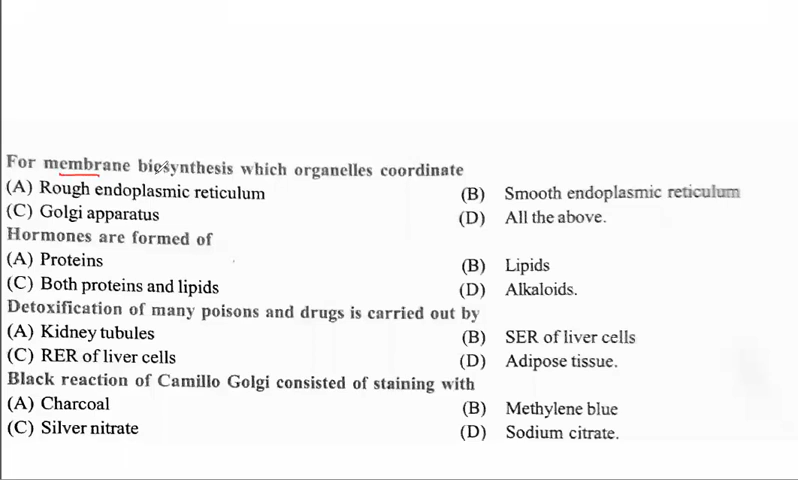 For membrane biosynthesis which organelles coordinate
(A) Rough endoplasmic reticulum (B) Smooth endoplasmic reticulum
(C) Golgi apparatus (D) All the above.
Hormones are formed of
(A) Proteins (B) Lipids
(C) Both proteins and lipids (D) Alkaloids.
Detoxification of many poisons and drugs is carried out by
(A) Kidney tubules (B) SER of liver cells
(C) RER of liver cells (D) Adipose tissue.
Black reaction of Camillo Golgi consisted of staining with
(A) Charcoal (B) Methylene blue
(C) Silver nitrate (D) Sodium citrate.